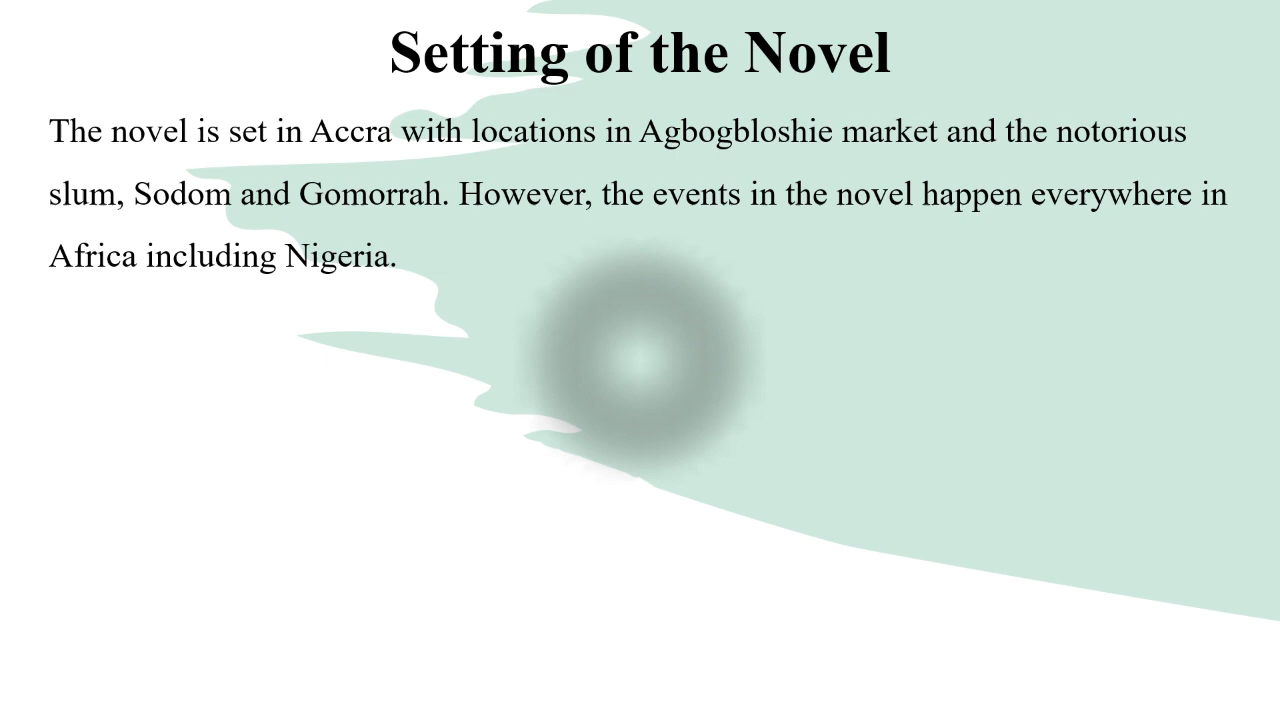 Setting of the Novel
The novel is set in Accra with locations in Agbogbloshie market and the notorious
slum, Sodom and Gomorrah. However, the events in the novel happen everywhere in
Africa including Nigeria.